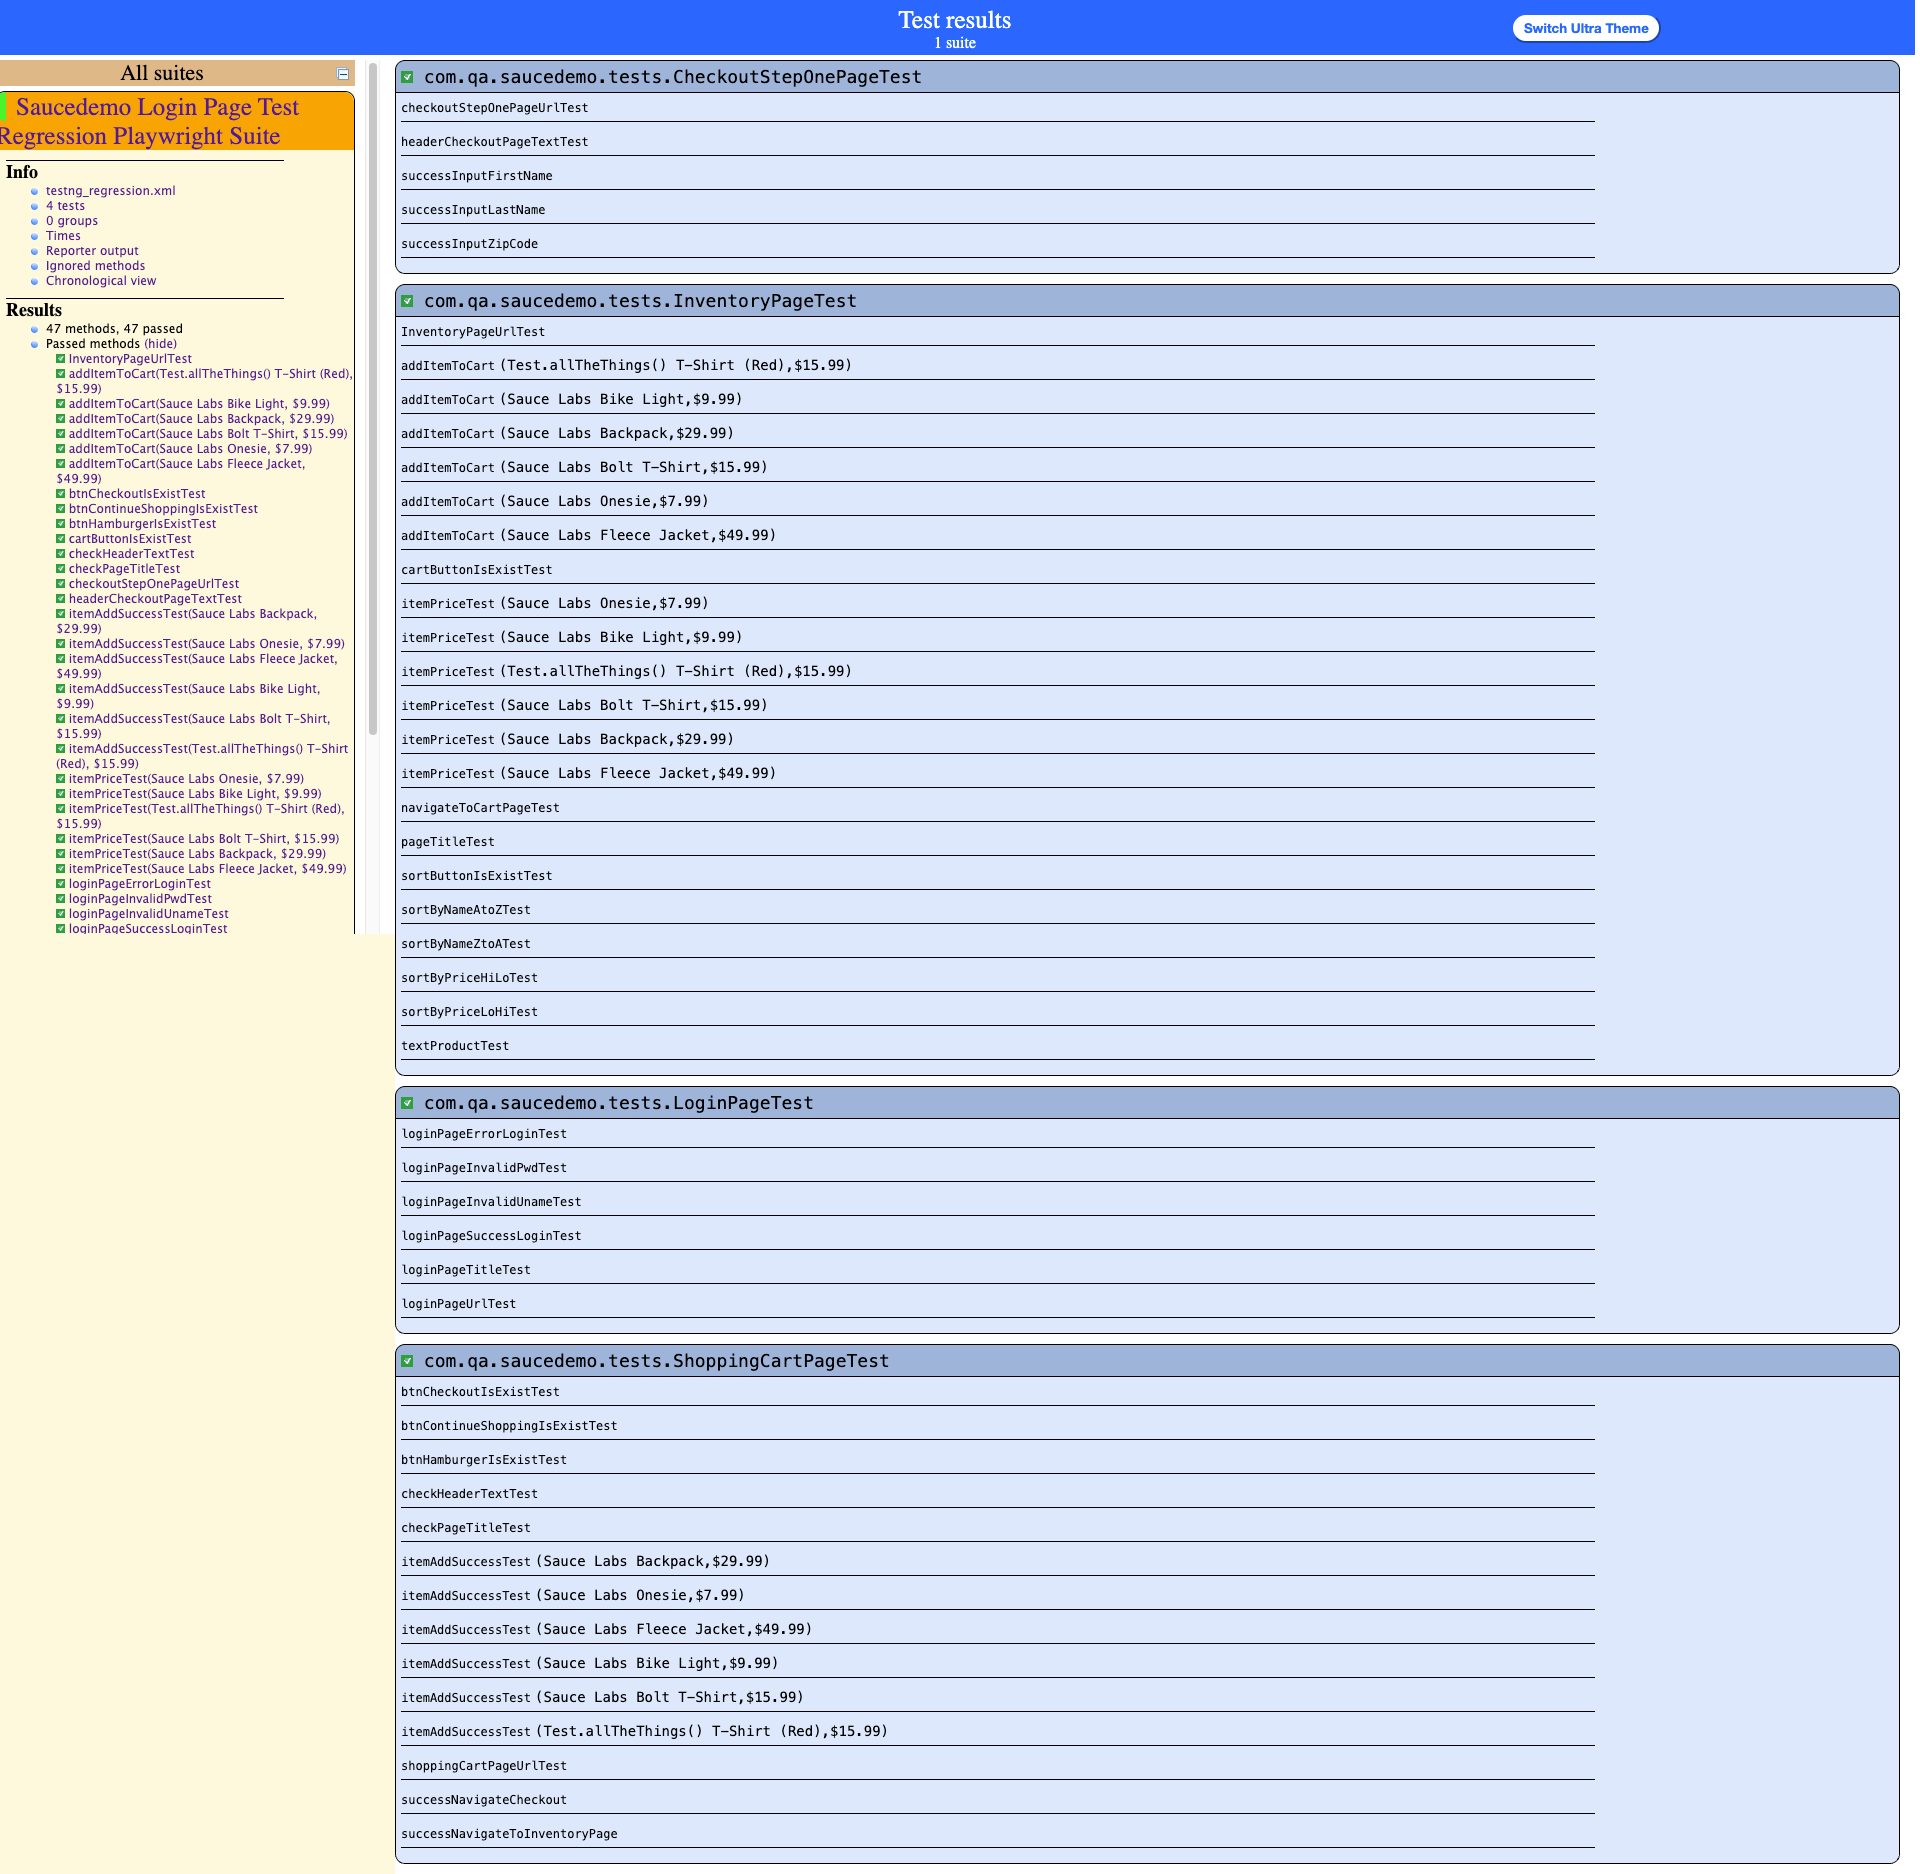 Test results
1 suite
Switch Ultra Theme
All suites
Saucedemo Login Page Test
Regression Playwright Suite
Info
testng_regression.xml
4 tests
0 groups
Times
Reporter output
Ignored methods
Chronological view
Results
47 methods, 47 passed
Passed methods (hide)
InventoryPageUrlTest
addItemToCart(Test.allTheThings() T-Shirt (Red),
$15.99)
addItemToCart(Sauce Labs Bike Light, $9.99)
addItemToCart(Sauce Labs Backpack, $29.99)
addItemToCart(Sauce Labs Bolt T-Shirt, $15.99)
addItemToCart(Sauce Labs Onesie, $7.99)
addItemToCart(Sauce Labs Fleece Jacket,
$49.99)
btnCheckoutIsExistTest
btnContinueShoppingIsExistTest
btnHamburgerIsExistTest
cartButtonIsExistTest
checkHeaderTextTest
checkPageTitleTest
checkoutStepOnePageUrlTest
headerCheckoutPageTextTest
itemAddSuccessTest(Sauce Labs Backpack,
$29.99)
itemAddSuccessTest(Sauce Labs Onesie, $7.99)
itemAddSuccessTest(Sauce Labs Fleece Jacket,
$49.99)
itemAddSuccessTest(Sauce Labs Bike Light,
$9.99)
itemAddSuccessTest(Sauce Labs Bolt T-Shirt,
$15.99)
itemAddSuccessTest(Test.allTheThings() T-Shirt
(Red), $15.99)
itemPriceTest(Sauce Labs Onesie, $7.99)
itemPriceTest(Sauce Labs Bike Light, $9.99)
itemPriceTest(Test.allTheThings() T-Shirt (Red),
$15.99)
itemPriceTest(Sauce Labs Bolt T-Shirt, $15.99)
itemPriceTest(Sauce Labs Backpack, $29.99)
itemPriceTest(Sauce Labs Fleece Jacket, $49.99)
loginPageErrorLoginTest
loginPageInvalidPwdTest
loginPageInvalidUnameTest
loginPageSuccessLoginTest
com.qa.saucedemo.tests.CheckoutStepOnePageTest
checkoutStepOnePageUrlTest
headerCheckoutPageTextTest
successInputFirstName
successInputLastName
successInputZipCode
com.qa.saucedemo.tests.InventoryPageTest
InventoryPageUrlTest
addItemToCart (Test.allTheThings() T-Shirt (Red),$15.99)
addItemToCart (Sauce Labs Bike Light,$9.99)
addItemToCart (Sauce Labs Backpack,$29.99)
addItemToCart (Sauce Labs Bolt T-Shirt,$15.99)
addItemToCart (Sauce Labs Onesie,$7.99)
addItemToCart (Sauce Labs Fleece Jacket,$49.99)
cartButtonIsExistTest
itemPriceTest (Sauce Labs Onesie,$7.99)
itemPriceTest (Sauce Labs Bike Light,$9.99)
itemPriceTest (Test.allTheThings() T-Shirt (Red),$15.99)
itemPriceTest (Sauce Labs Bolt T-Shirt,$15.99)
itemPriceTest (Sauce Labs Backpack,$29.99)
itemPriceTest (Sauce Labs Fleece Jacket,$49.99)
navigateToCartPageTest
pageTitleTest
sortButtonIsExistTest
sortByNameAtoZTest
sortByNameZtoATest
sortByPriceHiLoTest
sortByPriceLoHiTest
textProductTest
com.qa.saucedemo.tests.LoginPageTest
loginPageErrorLoginTest
loginPageInvalidPwdTest
loginPageInvalidUnameTest
loginPageSuccessLoginTest
loginPageTitleTest
loginPageUrlTest
com.qa.saucedemo.tests.ShoppingCartPageTest
btnCheckoutIsExistTest
btnContinueShoppingIsExistTest
btnHamburgerIsExistTest
checkHeaderTextTest
checkPageTitleTest
itemAddSuccessTest (Sauce Labs Backpack,$29.99)
itemAddSuccessTest (Sauce Labs Onesie,$7.99)
itemAddSuccessTest (Sauce Labs Fleece Jacket,$49.99)
itemAddSuccessTest (Sauce Labs Bike Light,$9.99)
itemAddSuccessTest (Sauce Labs Bolt T-Shirt,$15.99)
itemAddSuccessTest (Test.allTheThings() T-Shirt (Red),$15.99)
shoppingCartPageUrlTest
successNavigateCheckout
successNavigateToInventoryPage